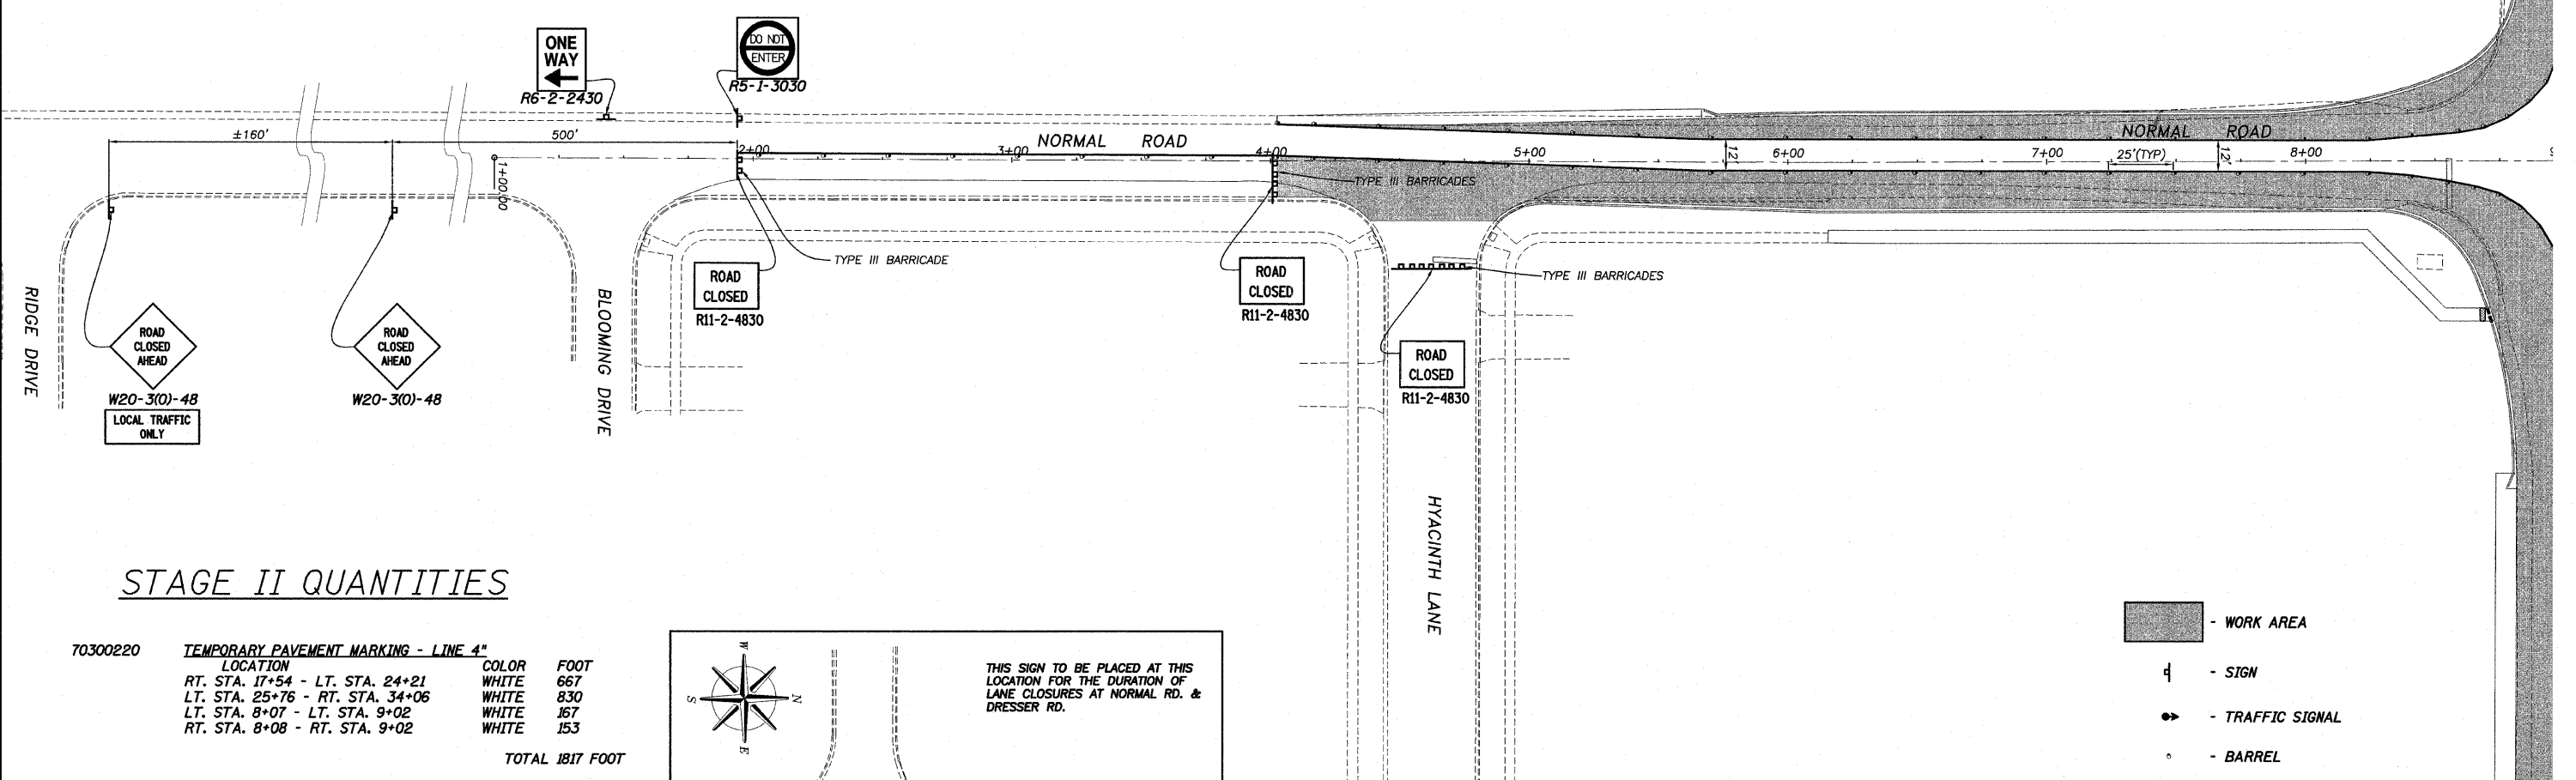 ONE
WAY
R6-2-2430
DO NOT
ENTER
R5-1-3030
±160'
500'
NORMAL ROAD
NORMAL ROAD
1+00.00
2+00
3+00
4+00
5+00
6+00
7+00
8+00
12'
25'(TYP)
12'
TYPE III BARRICADES
TYPE III BARRICADE
TYPE III BARRICADES
ROAD
CLOSED
R11-2-4830
ROAD
CLOSED
R11-2-4830
ROAD
CLOSED
R11-2-4830
RIDGE DRIVE
BLOOMING DRIVE
HYACINTH LANE
ROAD
CLOSED
AHEAD
W20-3(O)-48
LOCAL TRAFFIC
ONLY
ROAD
CLOSED
AHEAD
W20-3(O)-48
STAGE II QUANTITIES
70300220 TEMPORARY PAVEMENT MARKING - LINE 4"
LOCATION COLOR FOOT
RT. STA. 17+54 - LT. STA. 24+21 WHITE 667
LT. STA. 25+76 - RT. STA. 34+06 WHITE 830
LT. STA. 8+07 - LT. STA. 9+02 WHITE 167
RT. STA. 8+08 - RT. STA. 9+02 WHITE 153
TOTAL 1817 FOOT
W
N
S
E
THIS SIGN TO BE PLACED AT THIS
LOCATION FOR THE DURATION OF
LANE CLOSURES AT NORMAL RD. &
DRESSER RD.
- WORK AREA
- SIGN
- TRAFFIC SIGNAL
- BARREL